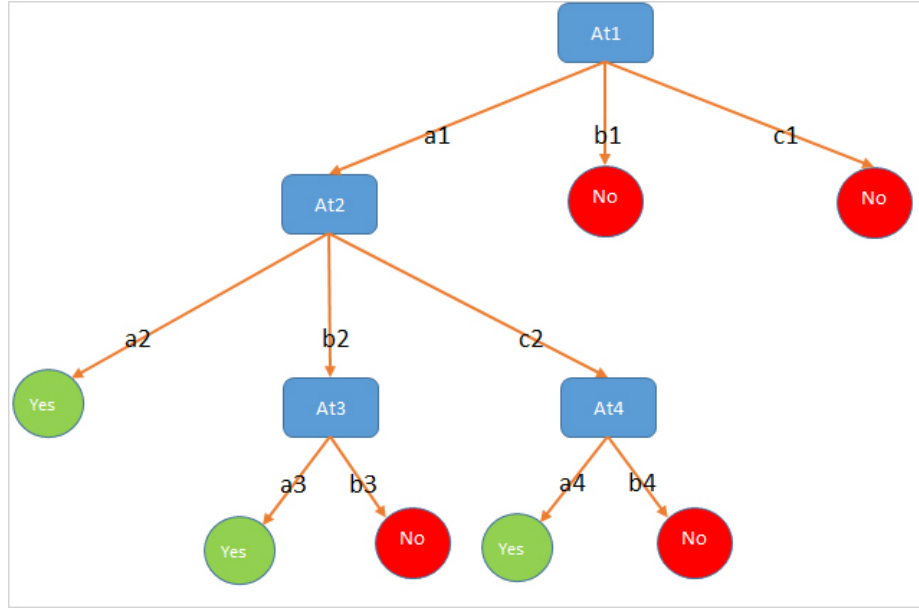 At1
a1
b1
c1
At2
No
No
a2
b2
c2
Yes
At3
At4
a3
b3
a4
b4
Yes
No
Yes
No